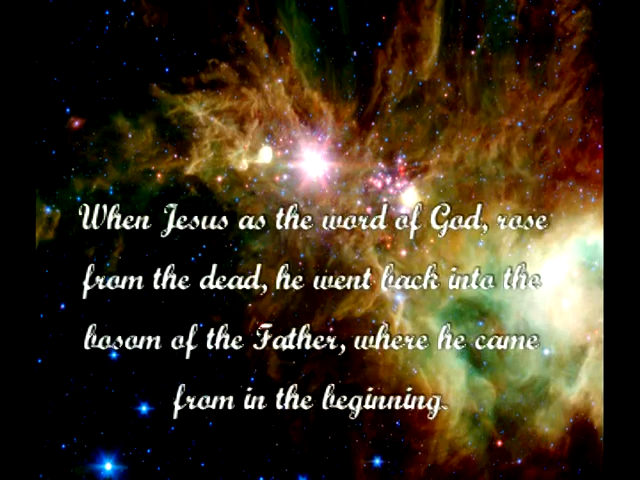 When Jesus as the word of God, rose
from the dead, he went back into the
bosom of the Father, where he came
from in the beginning.